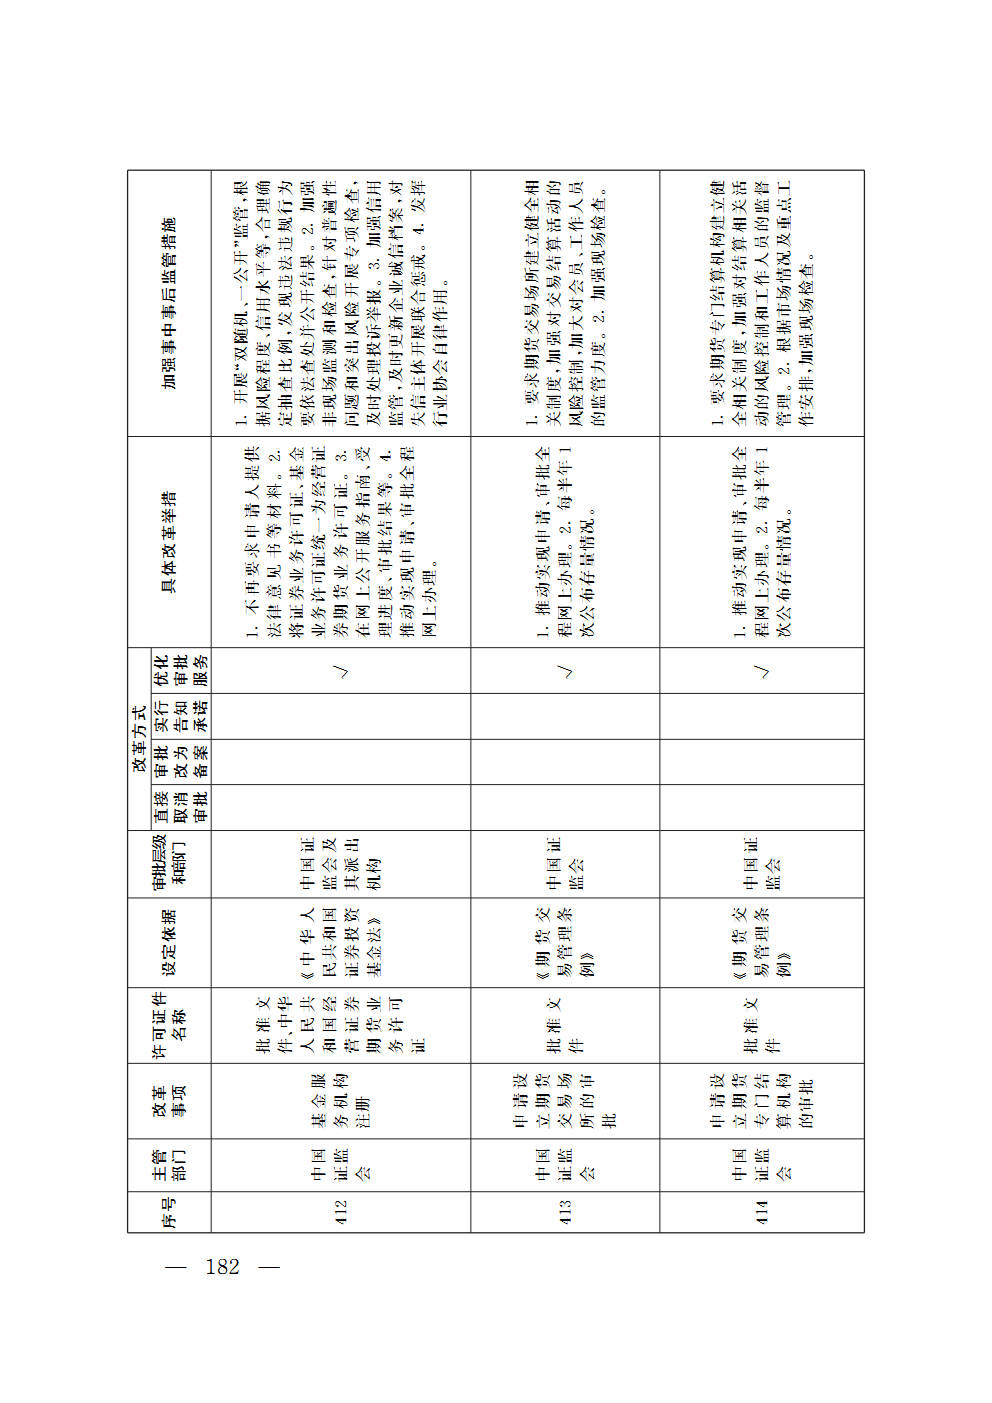 序号
主管
部门
改革
事项
许可证件
名称
设定依据
审批层级
和部门
改革方式
直接
取消
审批
审批
改为
备案
实行
告知
承诺
优化
审批
服务
具体改革举措
加强事中事后监管措施
412
中国
证监
会
基金服
务机构
注册
批准文
件、中华
人民共
和国经
营证券
期货业
务许可
证
《中华人
民共和国
证券投资
基金法》
中国证
监会及
其派出
机构
√
1. 不再要求申请人提供
法律意见书等材料。2.
将证券业务许可证、基金
业务许可证统一为经营证
券期货业务许可证。3.
在网上公开服务指南、受
理进度、审批结果等。4.
推动实现申请、审批全程
网上办理。
1. 开展“双随机、一公开”监管,根
据风险程度、信用水平等,合理确
定抽查比例,发现违法违规行为
要依法查处并公开结果。2. 加强
非现场监测和检查,针对普遍性
问题和突出风险开展专项检查,
及时处理投诉举报。3. 加强信用
监管,及时更新企业诚信档案,对
失信主体开展联合惩戒。4. 发挥
行业协会自律作用。
413
中国
证监
会
申请设
立期货
交易场
所的审
批
批准文
件
《期货交
易管理条
例》
中国证
监会
√
1. 推动实现申请、审批全
程网上办理。2. 每半年1
次公布存量情况。
1. 要求期货交易场所建立健全相
关制度,加强对交易结算活动的
风险控制,加大对会员、工作人员
的监管力度。2. 加强现场检查。
414
中国
证监
会
申请设
立期货
专门结
算机构
的审批
批准文
件
《期货交
易管理条
例》
中国证
监会
√
1. 推动实现申请、审批全
程网上办理。2. 每半年1
次公布存量情况。
1. 要求期货专门结算机构建立健
全相关制度,加强对结算相关活
动的风险控制和工作人员的监督
管理。2. 根据市场情况及重点工
作安排,加强现场检查。
— 182 —